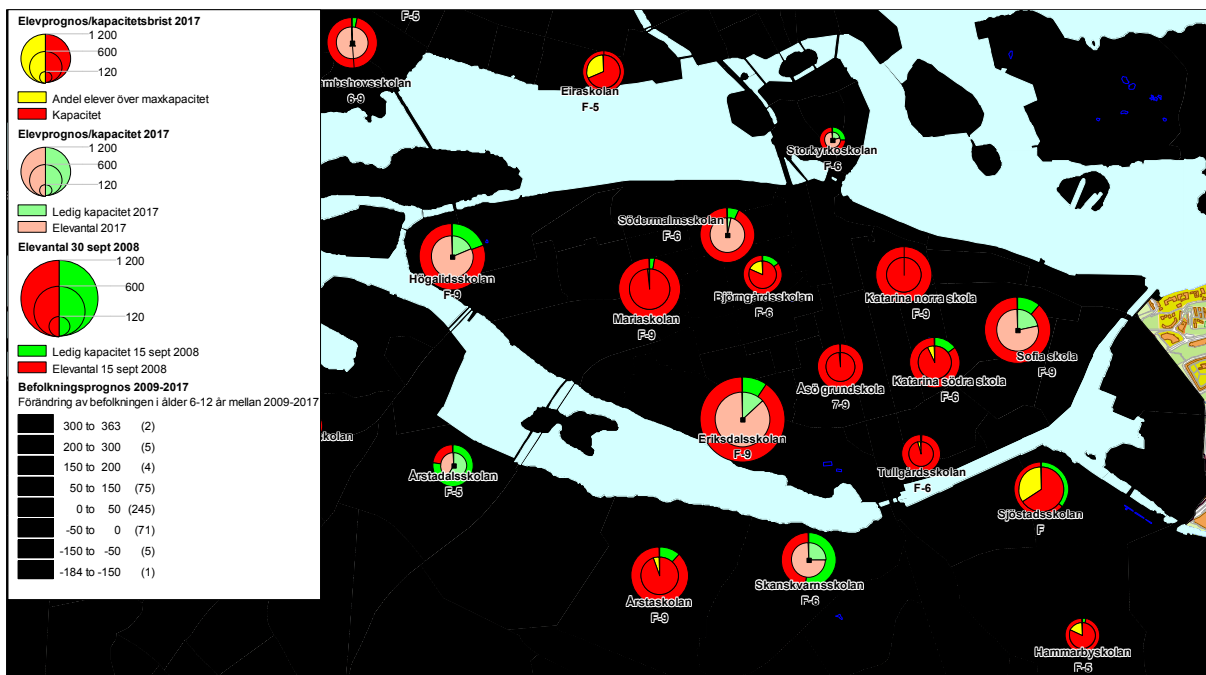 Elevprognos/kapacitetsbrist 2017
1 200
600
120
Andel elever över maxkapacitet
Kapacitet
Elevprognos/kapacitet 2017
1 200
600
120
Ledig kapacitet 2017
Elevantal 2017
Elevantal 30 sept 2008
1 200
600
120
Ledig kapacitet 15 sept 2008
Elevantal 15 sept 2008
Befolkningsprognos 2009-2017
Förändring av befolkningen i ålder 6-12 år mellan 2009-2017
300 to 363 (2)
200 to 300 (5)
150 to 200 (4)
50 to 150 (75)
0 to 50 (245)
-50 to 0 (71)
-150 to -50 (5)
-184 to -150 (1)
F-5
mbshovsskolan
6-9
Eiraskolan
F-5
Storkyrkoskolan
F-6
Södermalmsskolan
F-6
Högalidsskolan
F-9
Mariaskolan
F-9
Björngårdsskolan
F-6
Katarina norra skola
F-9
Sofia skola
F-9
Åsö grundskola
7-9
Katarina södra skola
F-6
Eriksdalsskolan
F-9
kolan
Årstadalsskolan
F-5
Tullgårdsskolan
F-6
Sjöstadsskolan
F
Årstaskolan
F-9
Skanskvarnsskolan
F-6
Hammarbyskolan
F-5